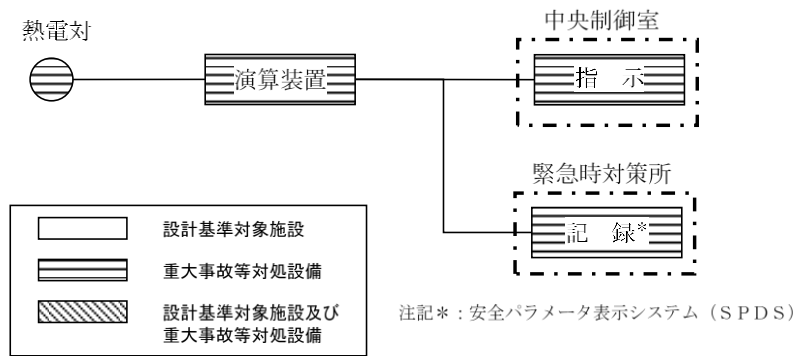 熱電対
中央制御室
演算装置
指　示
緊急時対策所
記　録*
設計基準対象施設
重大事故等対処設備
設計基準対象施設及び
重大事故等対処設備
注記＊：安全パラメータ表示システム（ＳＰＤＳ）